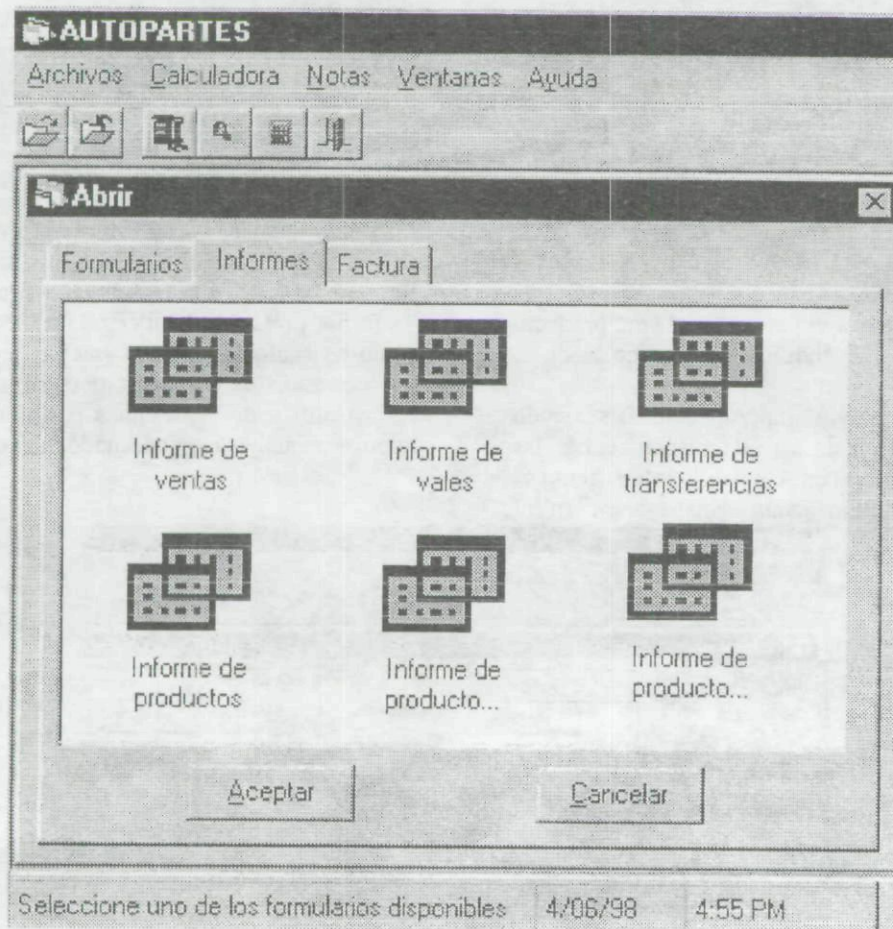 AUTOPARTES
Archivos Calculadora Notas Ventanas Ayuda
Abrir
Formularios Informes Factura
Informe de
ventas
Informe de
vales
Informe de
transferencias
Informe de
productos
Informe de
producto...
Informe de
producto...
Aceptar Cancelar
Seleccione uno de los formularios disponibles 4/06/98 4:55 PM